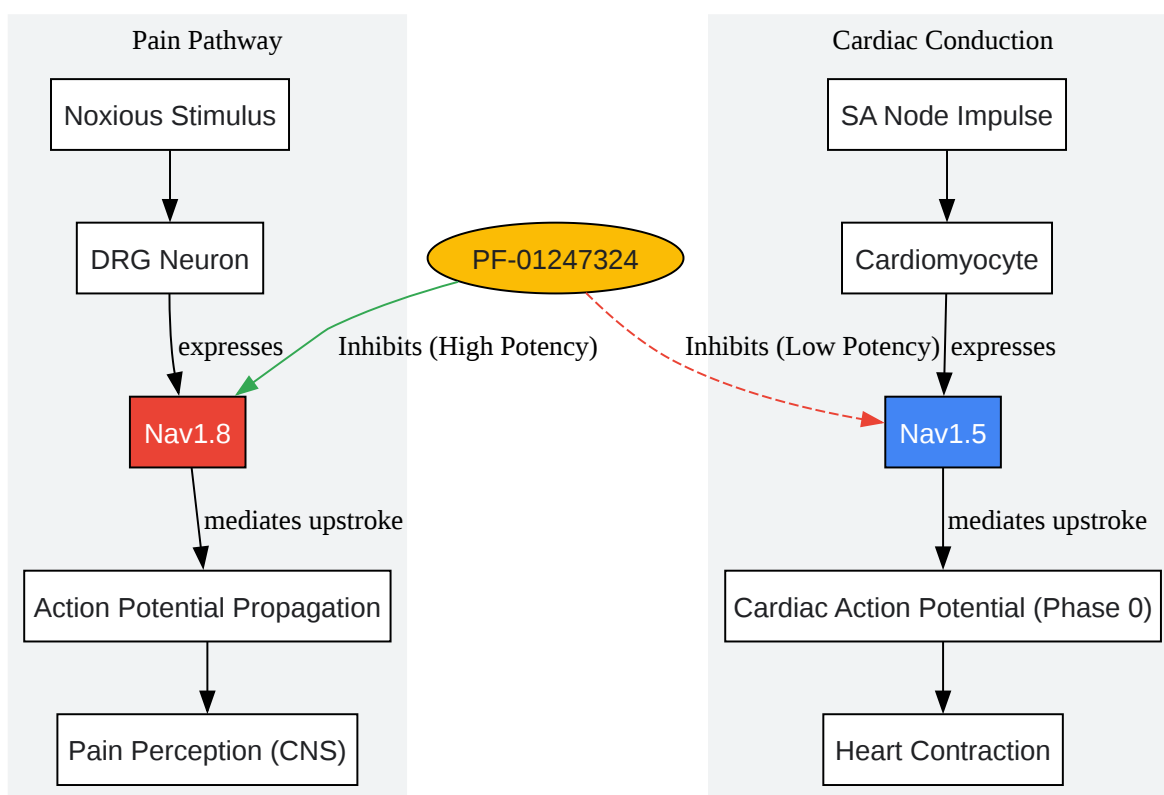 Pain Pathway
Noxious Stimulus
DRG Neuron
expresses
Nav1.8
mediates upstroke
Action Potential Propagation
Pain Perception (CNS)
PF-01247324
Inhibits (High Potency)
Inhibits (Low Potency)
Cardiac Conduction
SA Node Impulse
Cardiomyocyte
expresses
Nav1.5
mediates upstroke
Cardiac Action Potential (Phase 0)
Heart Contraction